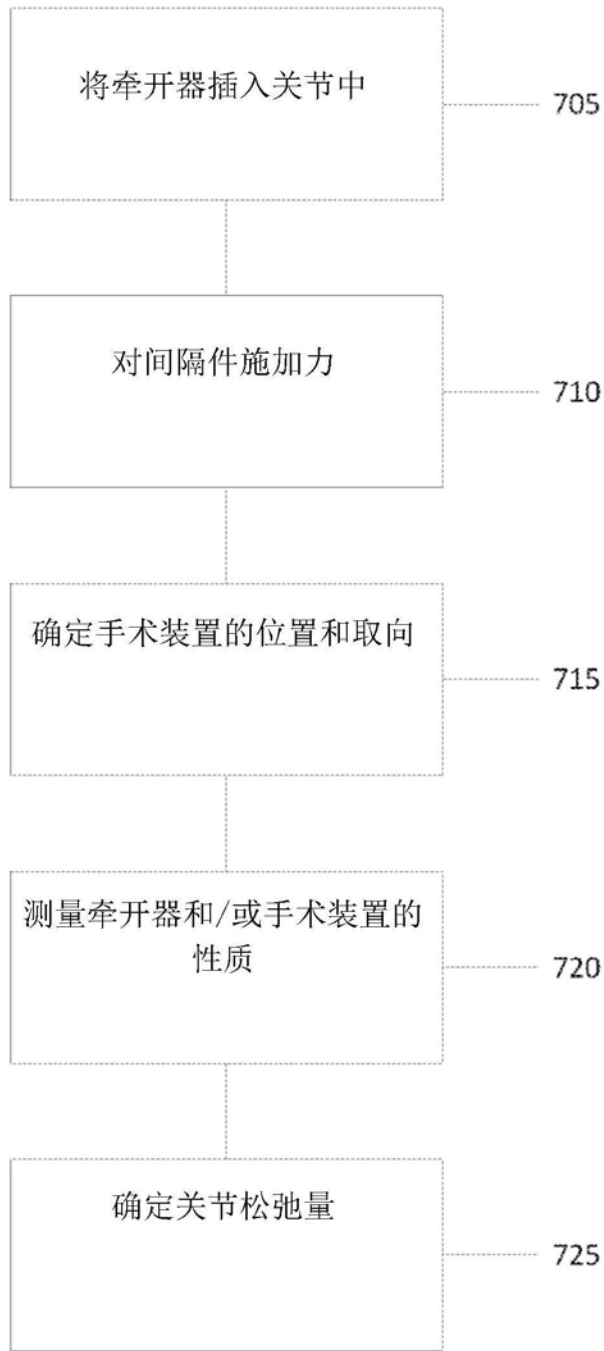 将牵开器插入关节中
705
对间隔件施加力
710
确定手术装置的位置和取向
715
测量牵开器和/或手术装置的
性质
720
确定关节松弛量
725